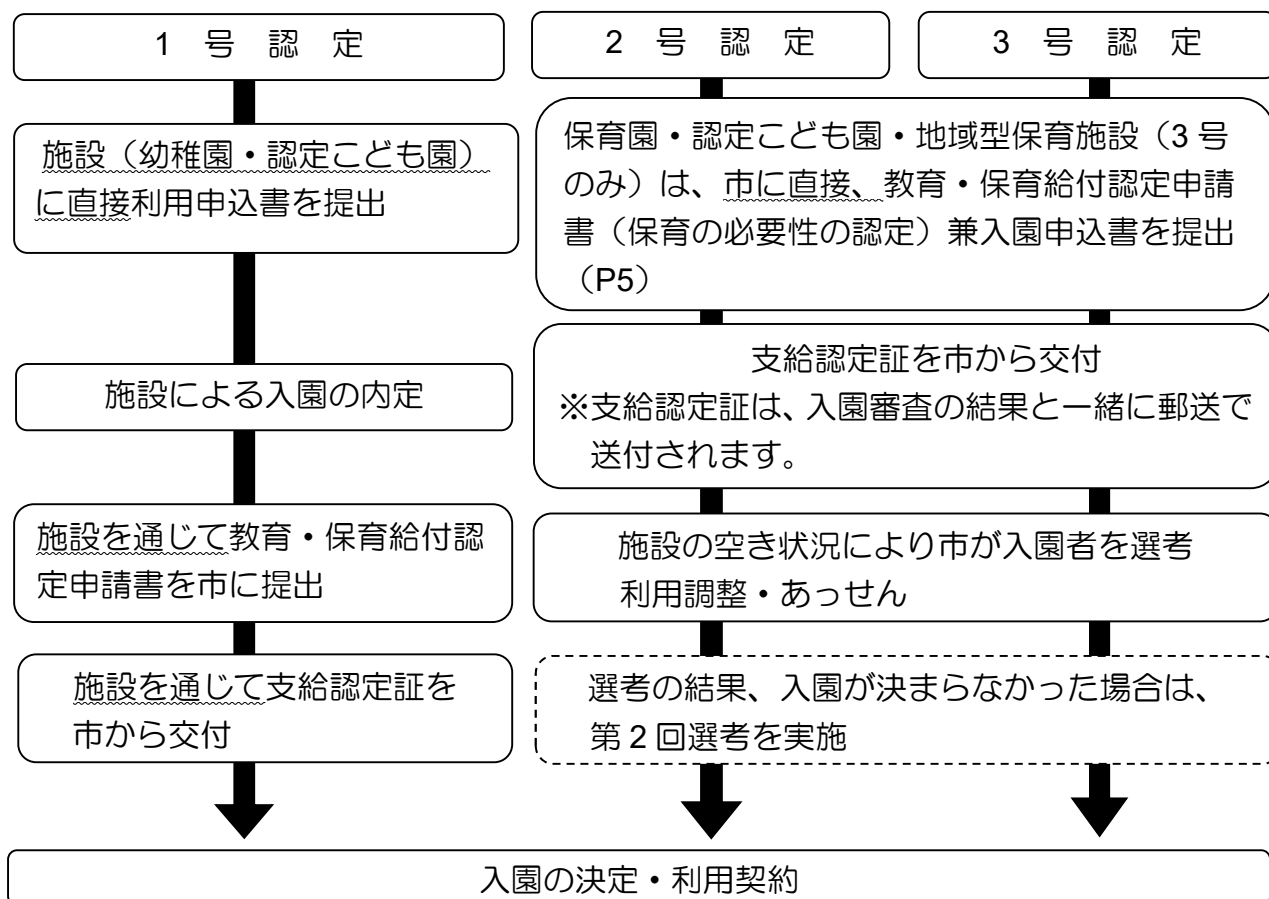 1 号 認 定
施設（幼稚園・認定こども園）
に直接利用申込書を提出
施設による入園の内定
施設を通じて教育・保育給付認
定申請書を市に提出
施設を通じて支給認定証を
市から交付
2 号 認 定
3 号 認 定
保育園・認定こども園・地域型保育施設（3 号
のみ）は、市に直接、教育・保育給付認定申請
書（保育の必要性の認定）兼入園申込書を提出
（P5）
支給認定証を市から交付
※支給認定証は、入園審査の結果と一緒に郵送で
送付されます。
施設の空き状況により市が入園者を選考
利用調整・あっせん
選考の結果、入園が決まらなかった場合は、
第 2 回選考を実施
入園の決定・利用契約